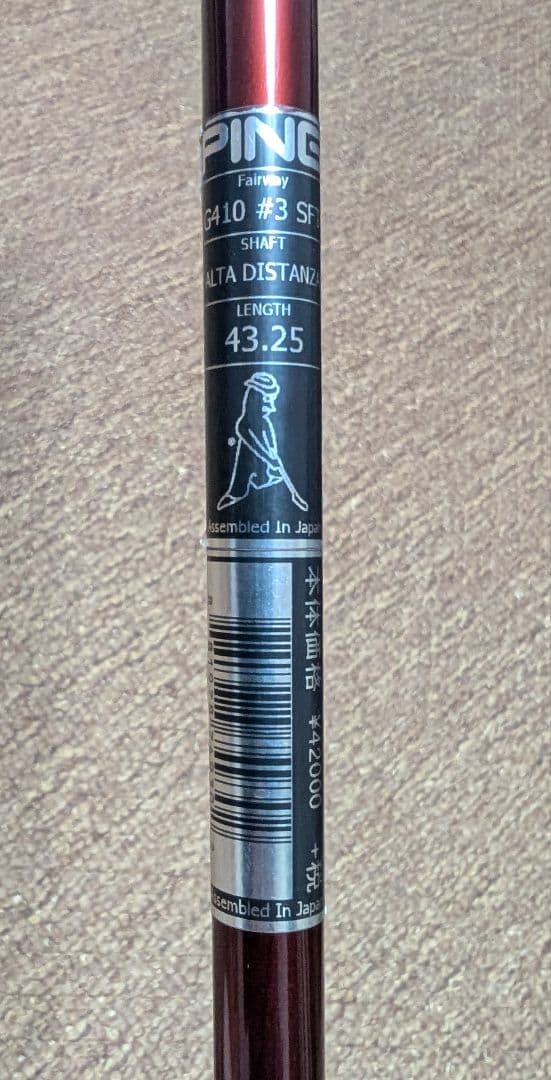 PING
Fairway
G410 #3 SFT
SHAFT
ALTA DISTANZA
LENGTH
43.25
Assembled In Japan
本体価格 ¥42000 +税
Assembled In Japan